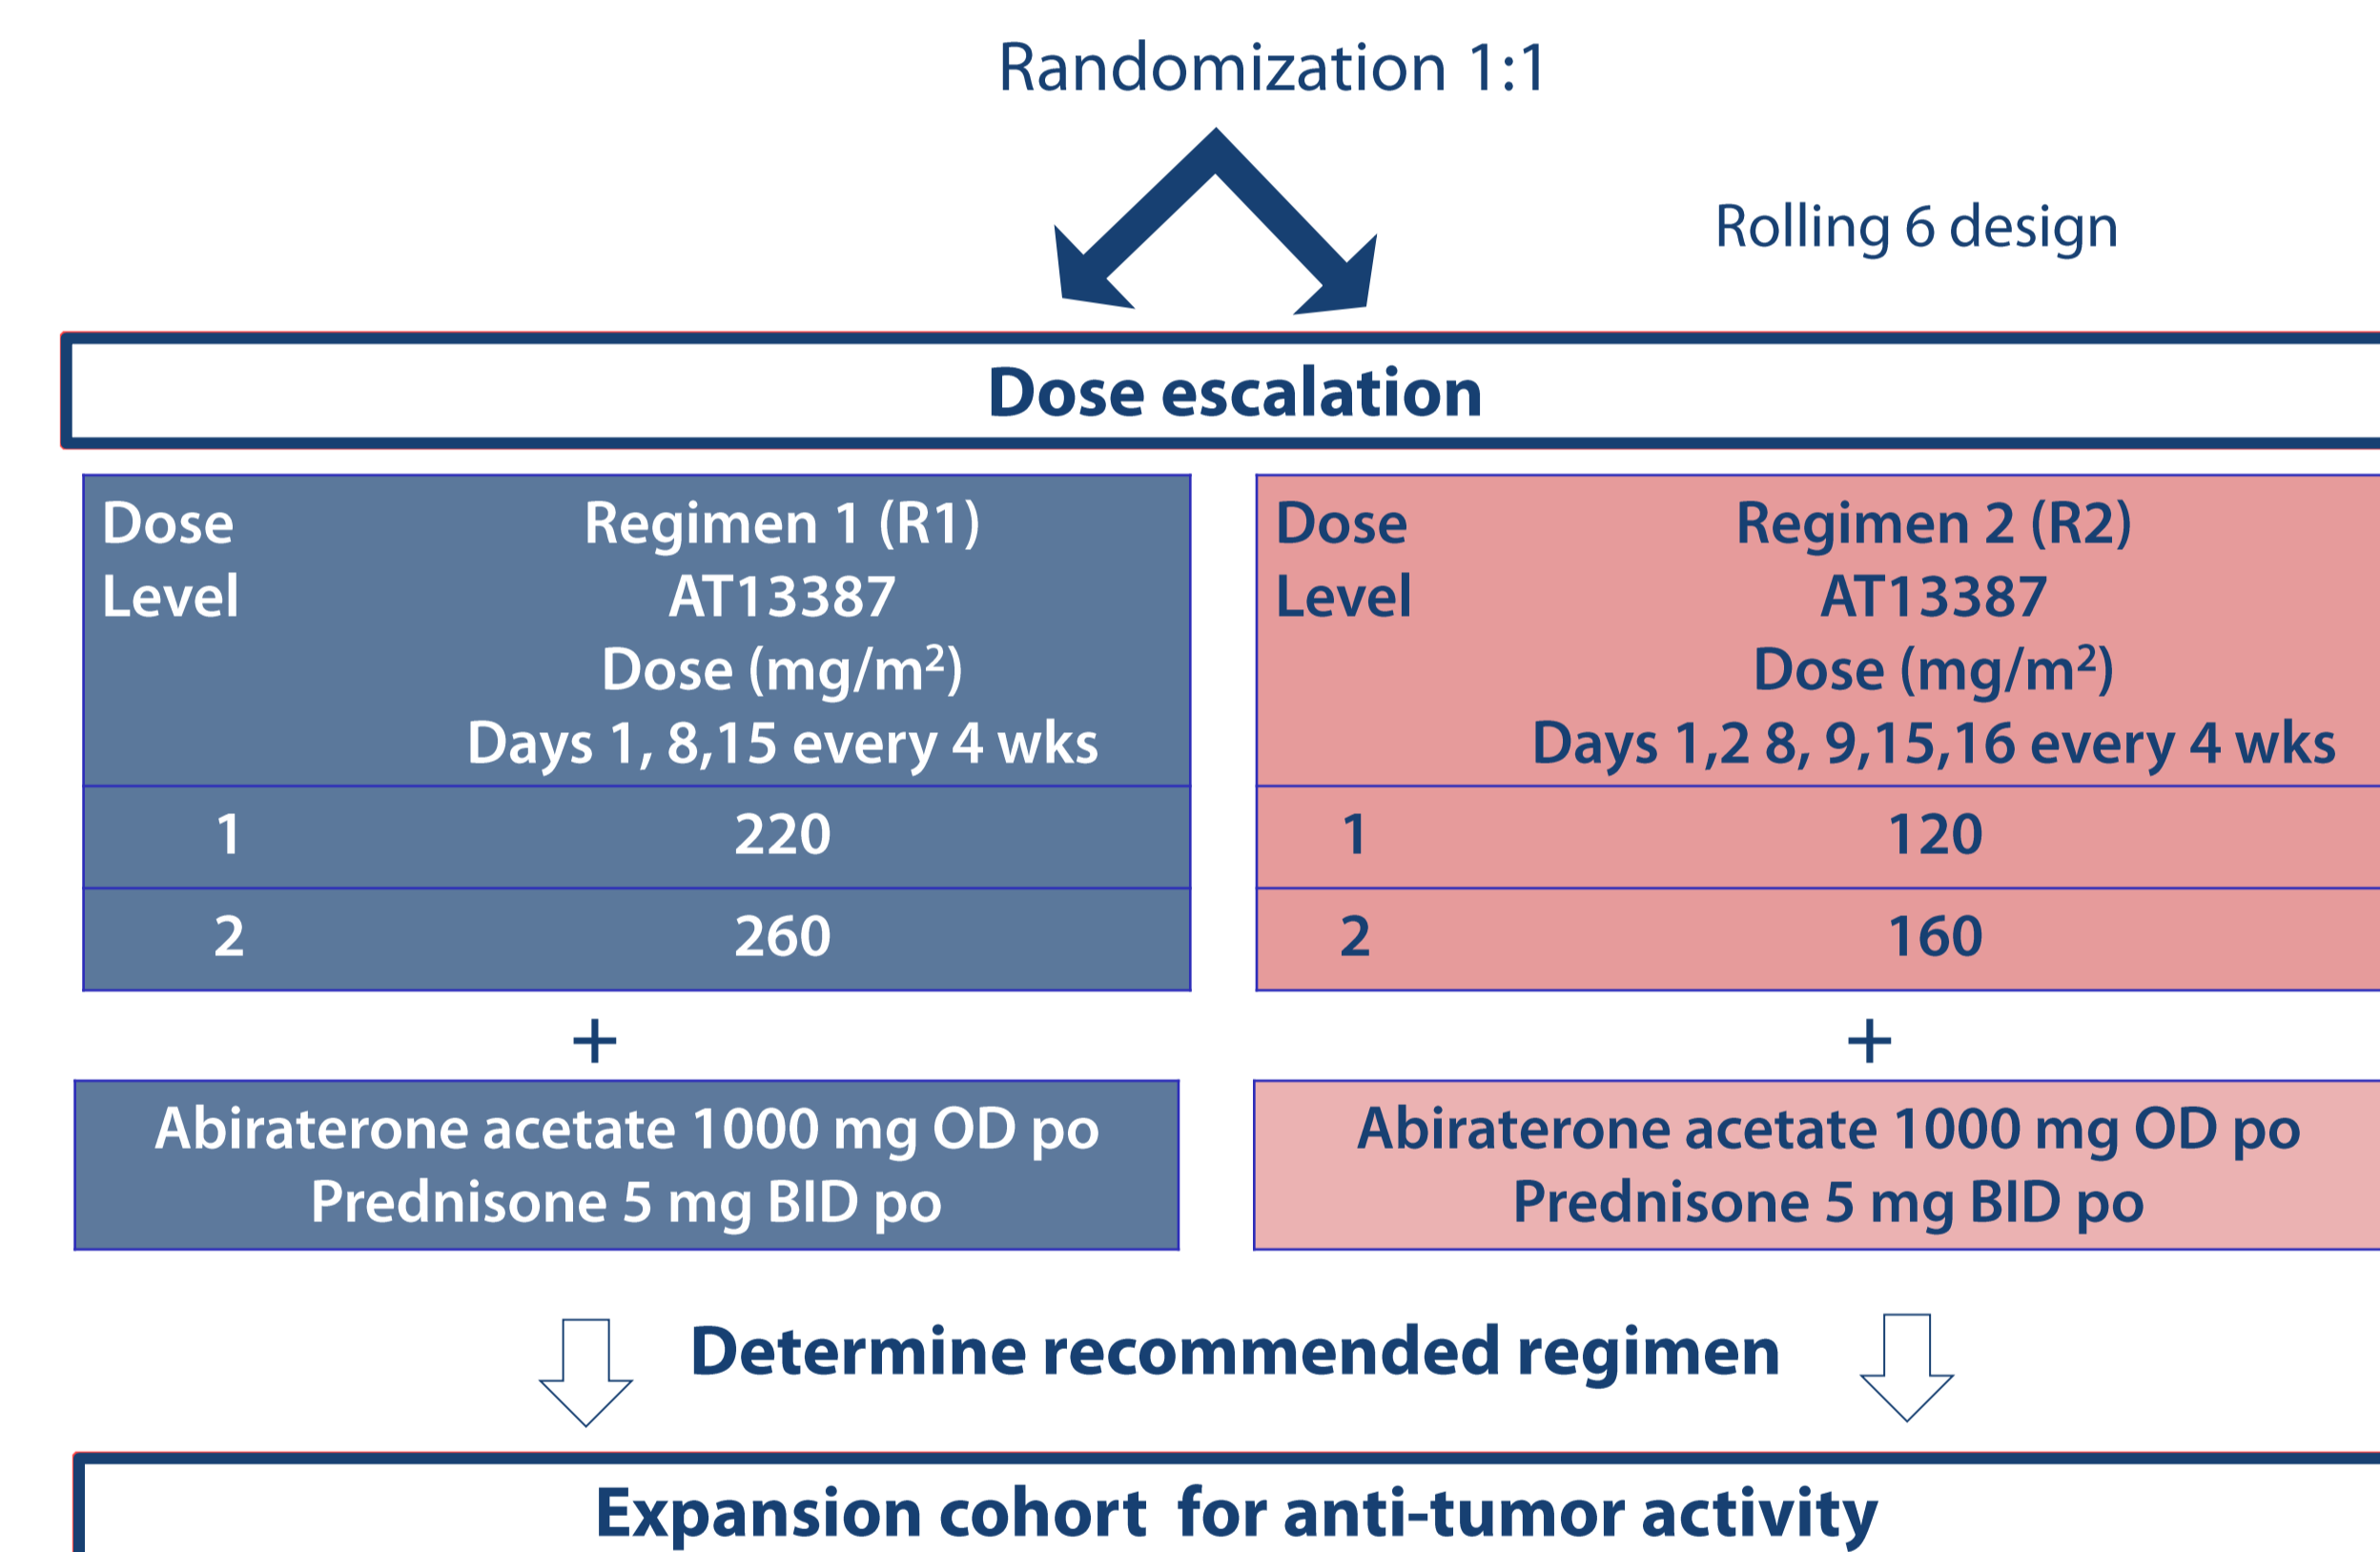 Randomization 1:1
Rolling 6 design
Dose escalation
Dose
Level
Regimen 1 (R1)
AT13387
Dose (mg/m²)
Days 1, 8,15 every 4 wks
1 220
2 260
Dose
Level
Regimen 2 (R2)
AT13387
Dose (mg/m²)
Days 1, 28, 9,15,16 every 4 wks
1 120
2 160
+
Abiraterone acetate 1000 mg OD po
Prednisone 5 mg BID po
+
Abiraterone acetate 1000 mg OD po
Prednisone 5 mg BID po
Determine recommended regimen
Expansion cohort for anti-tumor activity